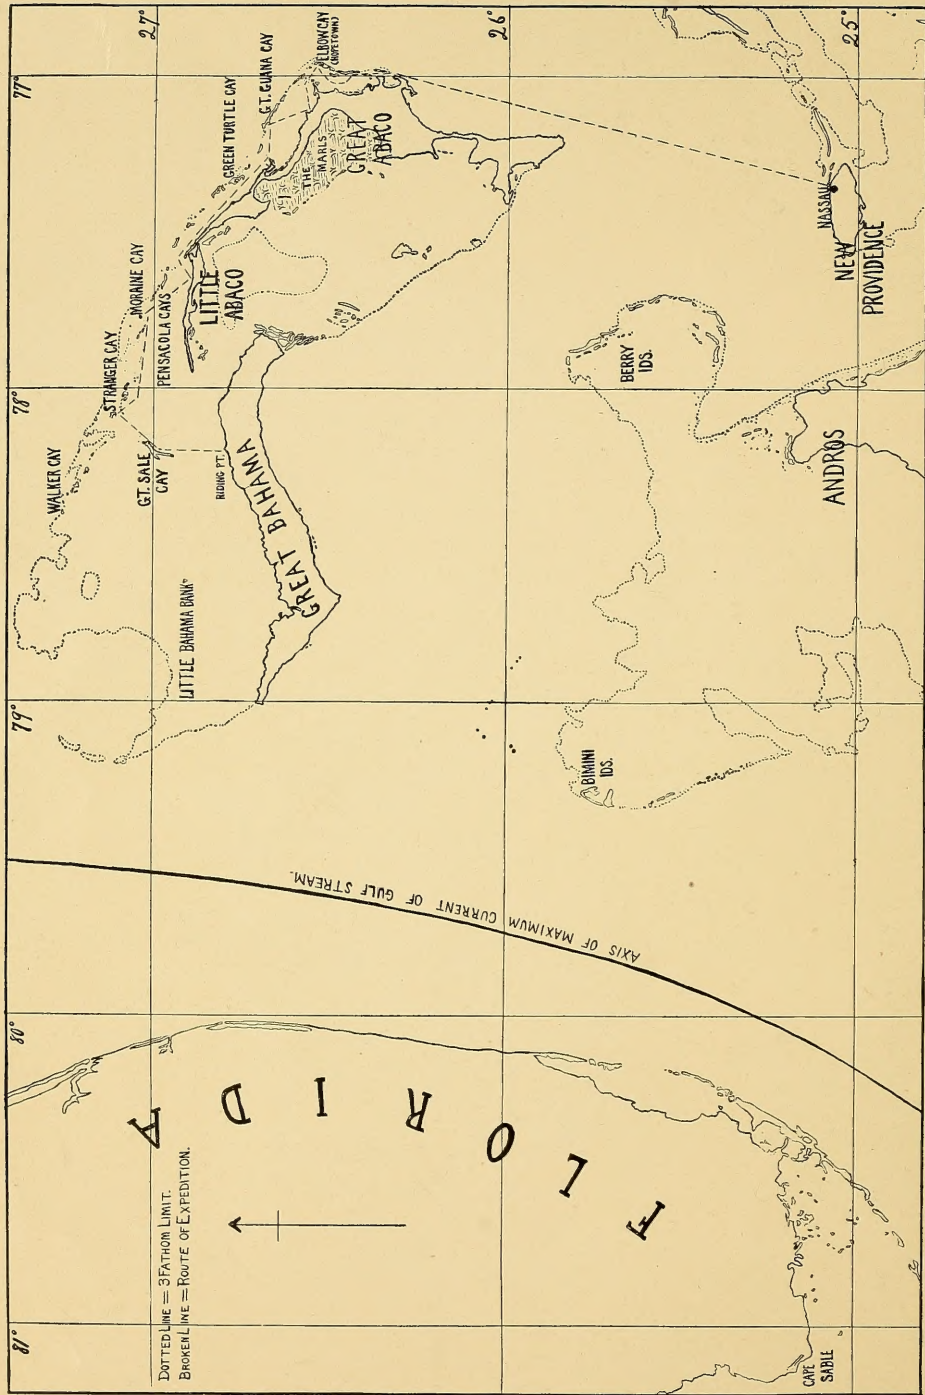 27°
26°
25°
77°
78°
79°
80°
81°
ELBOW CAY
(HOPETOWN)
GT. GUANA CAY
GREEN TURTLE CAY
THE
MARLS
GREAT
ABACO
MORAINE CAY
PENSACOLA CAYS
LITTLE
ABACO
STRANGER CAY
WALKER CAY
GT. SALE
CAY
RIDING PT.
GREAT BAHAMA
LITTLE BAHAMA BANK
NASSAU
NEW
PROVIDENCE
BERRY
IDS.
ANDROS
BIMINI
IDS.
AXIS OF MAXIMUM CURRENT OF GULF STREAM.
FLORIDA
DOTTED LINE = 3 FATHOM LIMIT.
BROKEN LINE = ROUTE OF EXPEDITION.
CAPE
SABLE